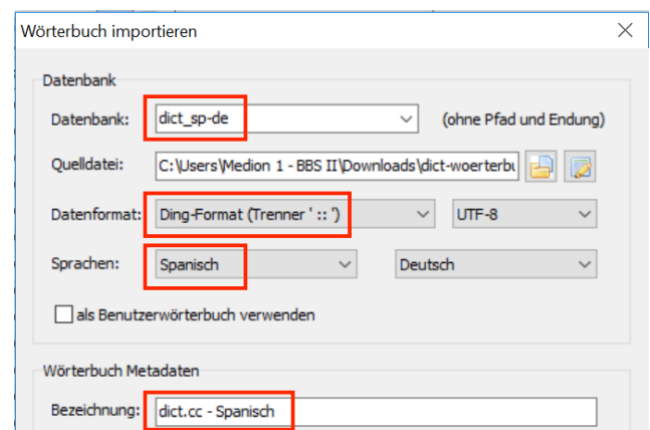 Wörterbuch importieren
Datenbank
Datenbank: dict_sp-de (ohne Pfad und Endung)
Quelldatei: C:\Users\Medion 1 - BBS II\Downloads\dict-woerterbu
Datenformat: Ding-Format (Trenner ' :: ') UTF-8
Sprachen: Spanisch Deutsch
als Benutzerwörterbuch verwenden
Wörterbuch Metadaten
Bezeichnung: dict.cc - Spanisch